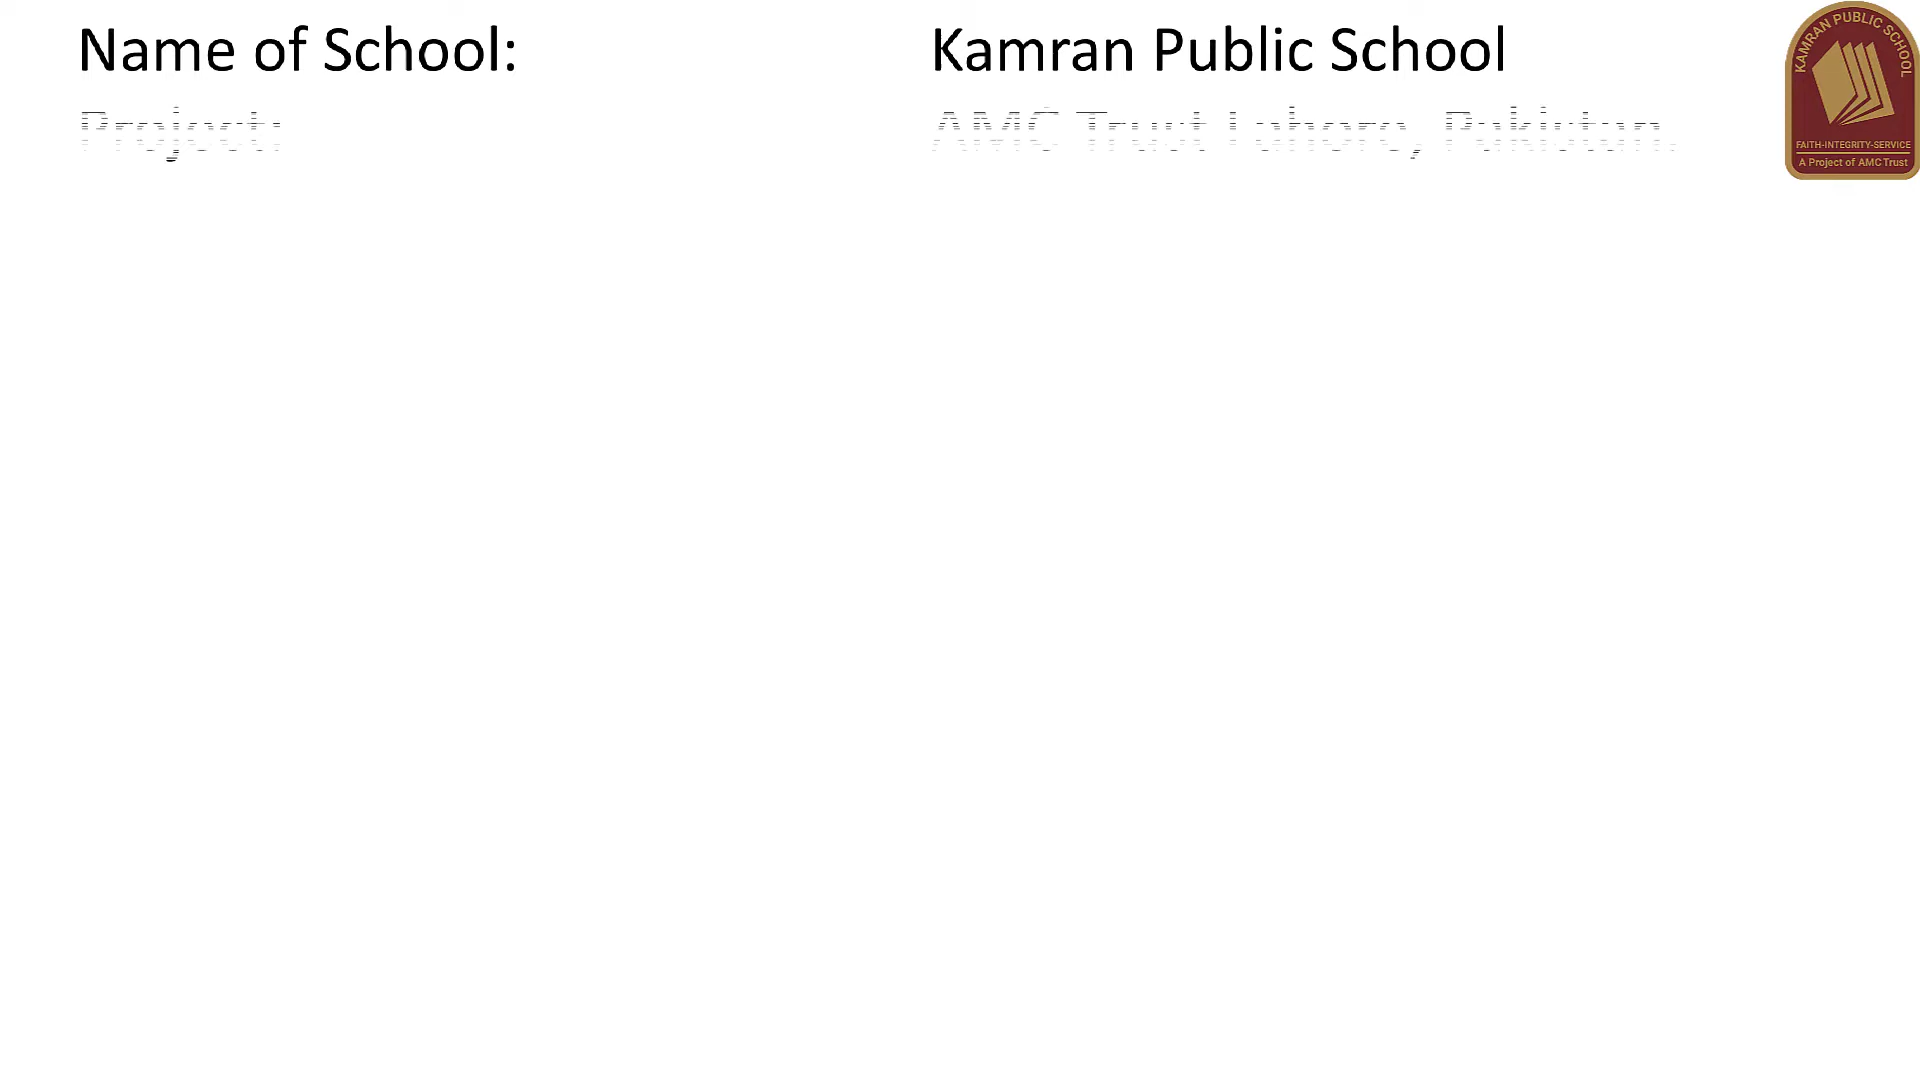 Name of School: Kamran Public School
Project: AMC Trust Lahore, Pakistan.
KAMRAN PUBLIC SCHOOL
FAITH-INTEGRITY-SERVICE
A Project of AMC Trust